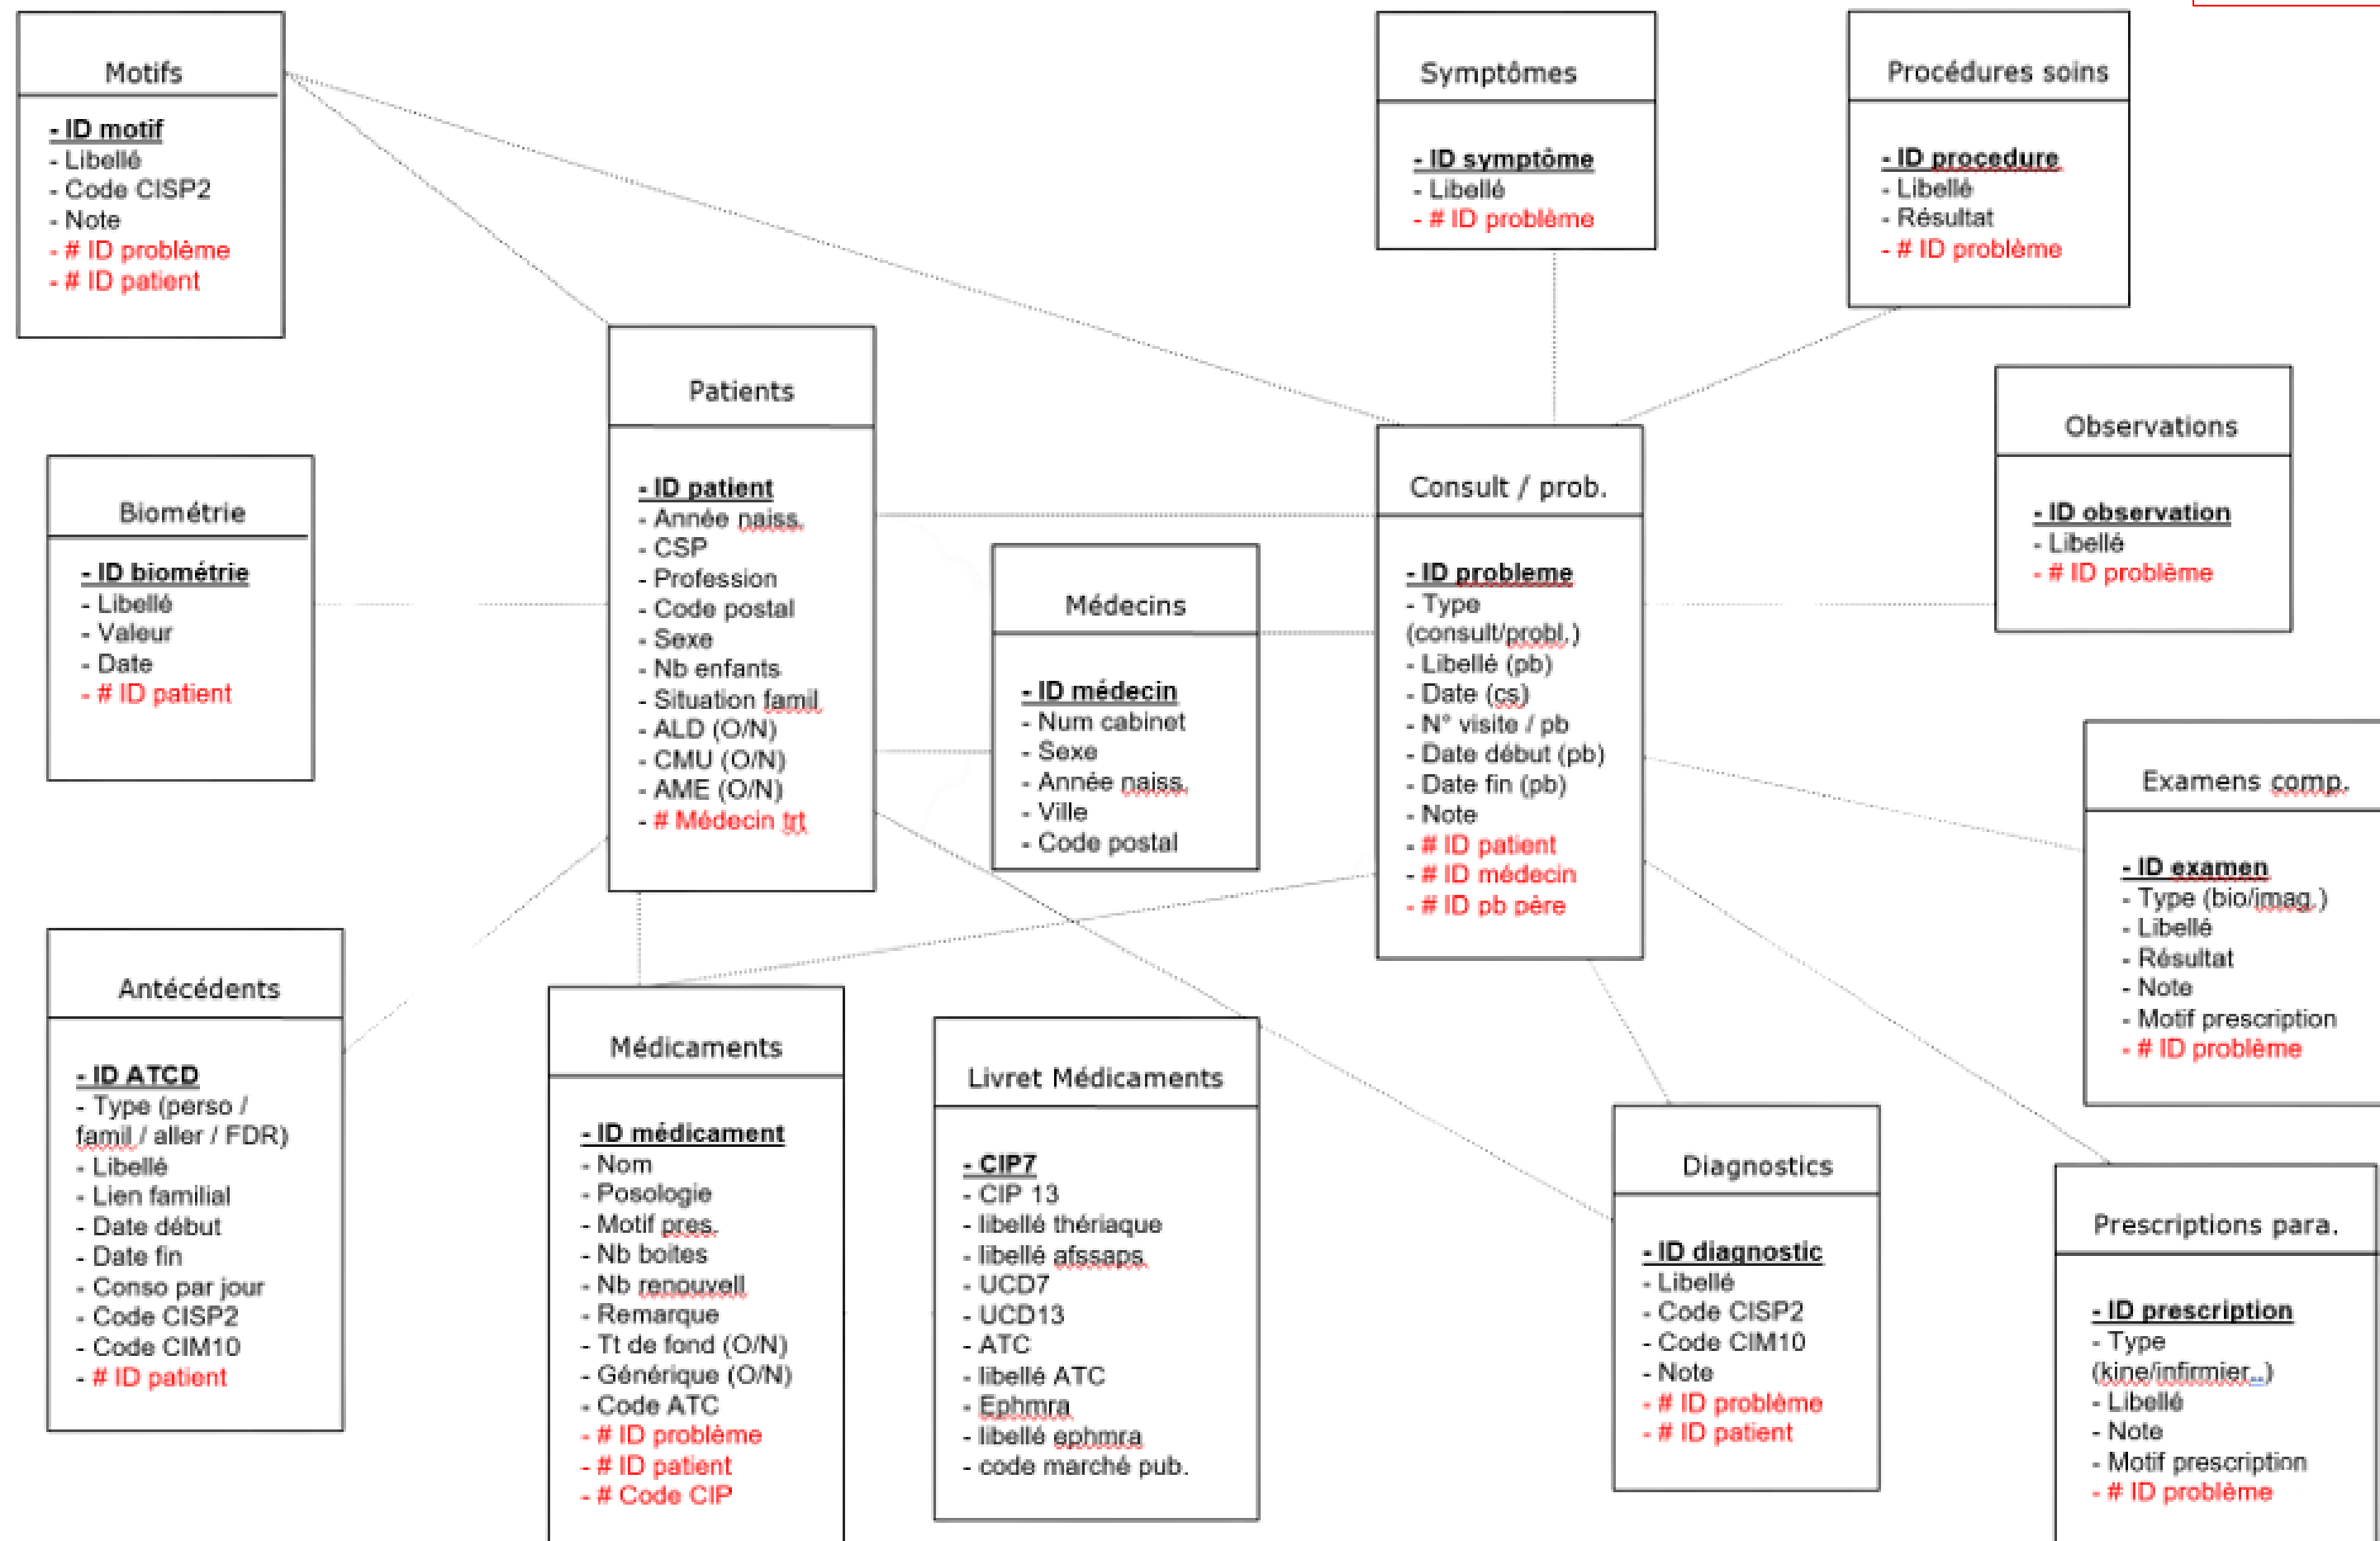 Motifs
- ID motif
- Libellé
- Code CISP2
- Note
- # ID problème
- # ID patient
Symptômes
- ID symptôme
- Libellé
- # ID problème
Procédures soins
- ID procedure
- Libellé
- Résultat
- # ID problème
Patients
- ID patient
- Année naiss.
- CSP
- Profession
- Code postal
- Sexe
- Nb enfants
- Situation famil
- ALD (O/N)
- CMU (O/N)
- AME (O/N)
- # Médecin trt
Biométrie
- ID biométrie
- Libellé
- Valeur
- Date
- # ID patient
Médecins
- ID médecin
- Num cabinet
- Sexe
- Année naiss.
- Ville
- Code postal
Consult / prob.
- ID probleme
- Type
(consult/probl.)
- Libellé (pb)
- Date (cs)
- N° visite / pb
- Date début (pb)
- Date fin (pb)
- Note
- # ID patient
- # ID médecin
- # ID pb père
Observations
- ID observation
- Libellé
- # ID problème
Examens comp.
- ID examen
- Type (bio/imag.)
- Libellé
- Résultat
- Note
- Motif prescription
- # ID problème
Antécédents
- ID ATCD
- Type (perso /
famil / aller / FDR)
- Libellé
- Lien familial
- Date début
- Date fin
- Conso par jour
- Code CISP2
- Code CIM10
- # ID patient
Médicaments
- ID médicament
- Nom
- Posologie
- Motif pres.
- Nb boites
- Nb renouvell
- Remarque
- Tt de fond (O/N)
- Générique (O/N)
- Code ATC
- # ID problème
- # ID patient
- # Code CIP
Livret Médicaments
- CIP7
- CIP 13
- libellé thériaque
- libellé afssaps
- UCD7
- UCD13
- ATC
- libellé ATC
- Ephmra
- libellé ephmra
- code marché pub.
Diagnostics
- ID diagnostic
- Libellé
- Code CISP2
- Code CIM10
- Note
- # ID problème
- # ID patient
Prescriptions para.
- ID prescription
- Type
(kine/infirmier...)
- Libellé
- Note
- Motif prescription
- # ID problème